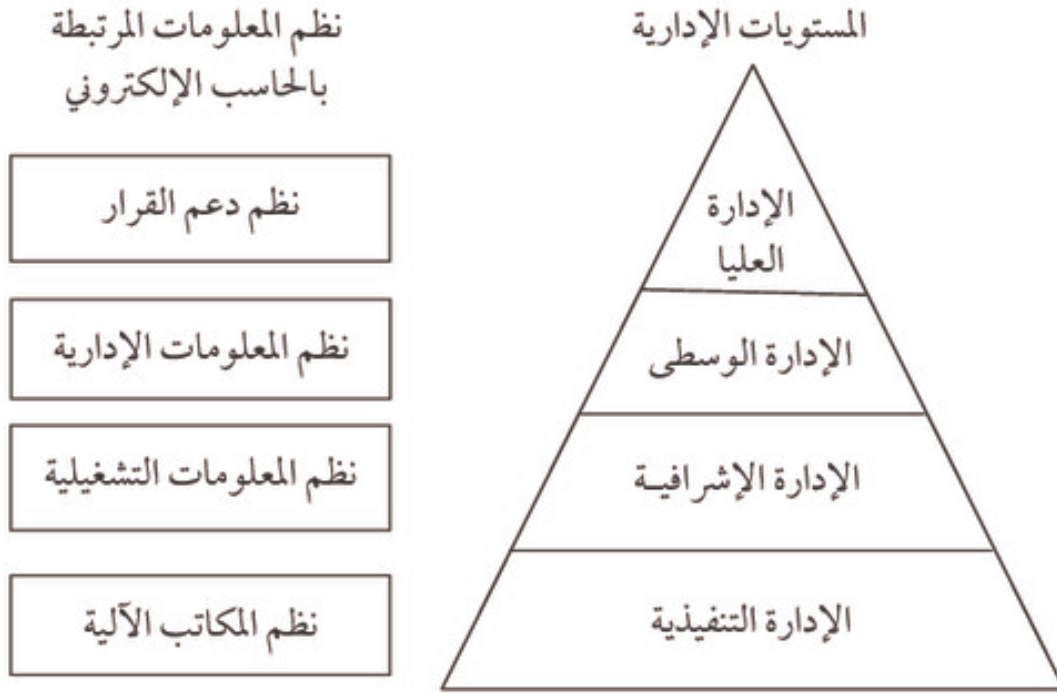 المستويات الإدارية
الإدارة
العليا
الإدارة الوسطى
الإدارة الإشرافيـة
الإدارة التنفيذية
نظم المعلومات المرتبطة
بالحاسب الإلكتروني
نظم دعم القرار
نظم المعلومات الإدارية
نظم المعلومات التشغيلية
نظم المكاتب الآلية